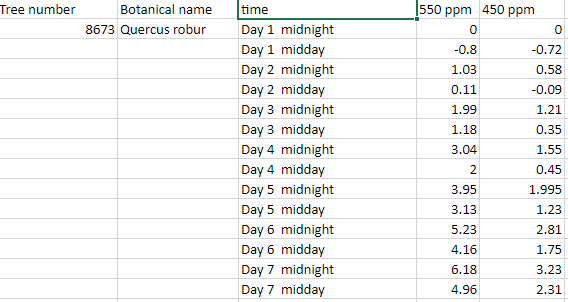 Tree number Botanical name time 550 ppm 450 ppm
8673 Quercus robur Day 1 midnight 0 0
Day 1 midday -0.8 -0.72
Day 2 midnight 1.03 0.58
Day 2 midday 0.11 -0.09
Day 3 midnight 1.99 1.21
Day 3 midday 1.18 0.35
Day 4 midnight 3.04 1.55
Day 4 midday 2 0.45
Day 5 midnight 3.95 1.995
Day 5 midday 3.13 1.23
Day 6 midnight 5.23 2.81
Day 6 midday 4.16 1.75
Day 7 midnight 6.18 3.23
Day 7 midday 4.96 2.31